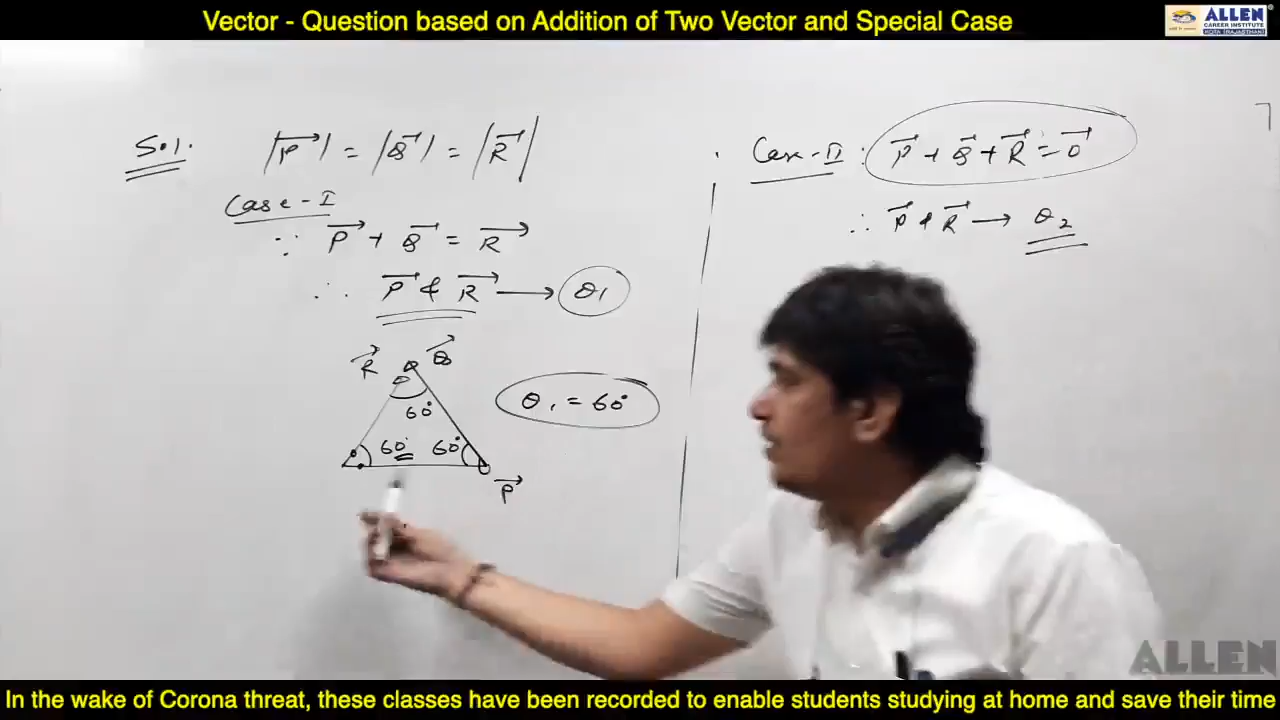 Vector - Question based on Addition of Two Vector and Special Case
ALLEN
CAREER INSTITUTE
KOTA (RAJASTHAN)
Sol.
|P⃗| = |Q⃗| = |R⃗|
Case-I
∵ P⃗ + Q⃗ = R⃗
∴ P⃗ & R⃗ → θ₁
R⃗ Q⃗
60°
60° 60°
P⃗
θ₁ = 60°
Case-II : P⃗ + Q⃗ + R⃗ = 0⃗
∴ P⃗ & R⃗ → θ₂
ALLEN
In the wake of Corona threat, these classes have been recorded to enable students studying at home and save their time